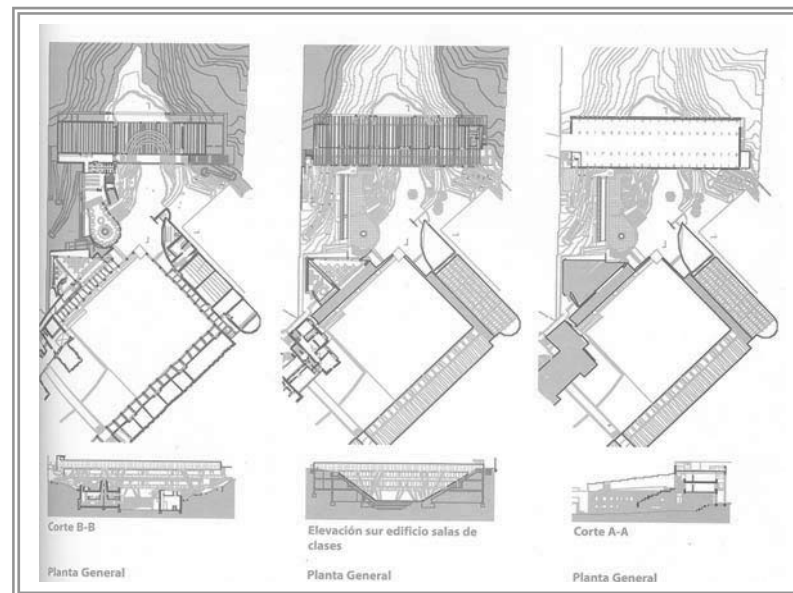 Corte B-B
Planta General
Elevación sur edificio salas de
clases
Planta General
Corte A-A
Planta General